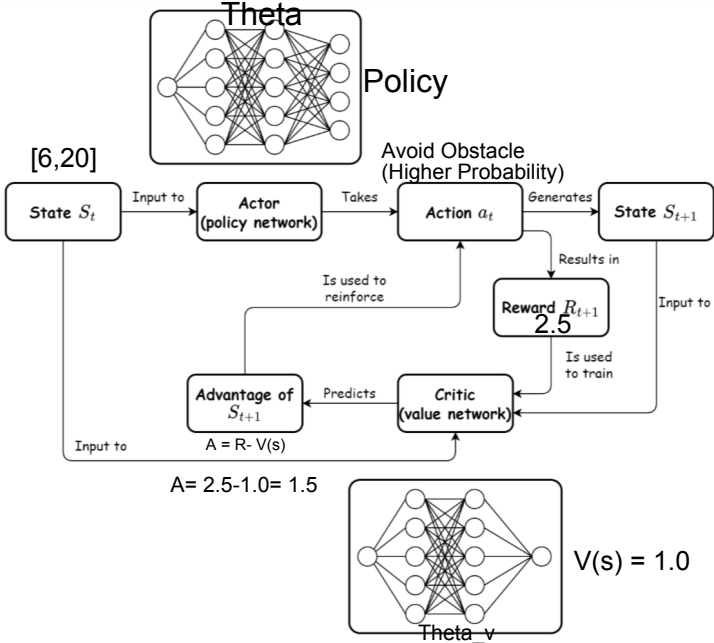 Theta
Policy
[6,20]
Avoid Obstacle
(Higher Probability)
State S_t
Input to
Actor
(policy network)
Takes
Action a_t
Generates
State S_{t+1}
Results in
Is used to
reinforce
Reward R_{t+1}
2.5
Input to
Is used
to train
Advantage of
S_{t+1}
Predicts
Critic
(value network)
Input to
A = R- V(s)
A= 2.5-1.0= 1.5
V(s) = 1.0
Theta_v